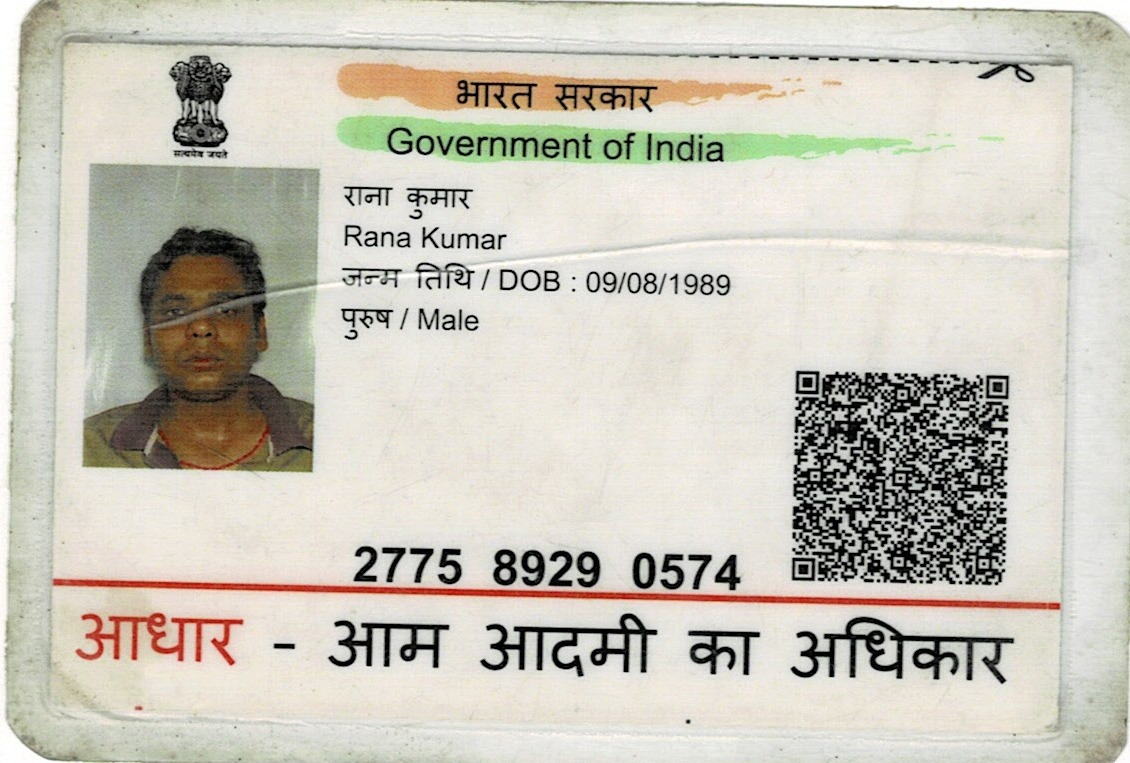 सत्यमेव जयते
भारत सरकार
Government of India
राना कुमार
Rana Kumar
जन्म तिथि / DOB : 09/08/1989
पुरुष / Male
2775 8929 0574
आधार - आम आदमी का अधिकार